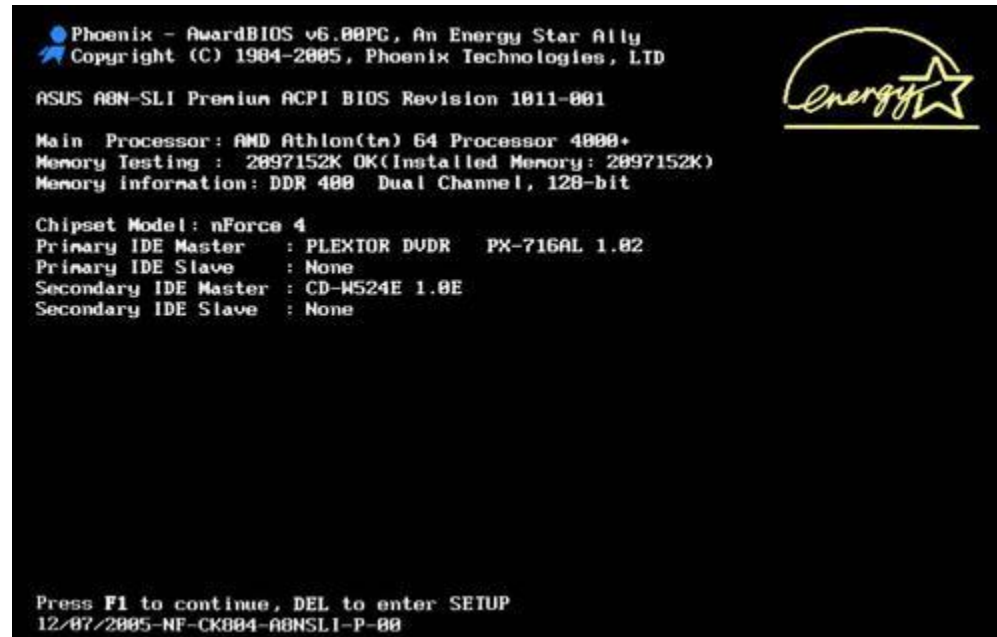 Phoenix - AwardBIOS v6.00PG, An Energy Star Ally
Copyright (C) 1984-2005, Phoenix Technologies, LTD
energy
ASUS A8N-SLI Premium ACPI BIOS Revision 1011-001
Main Processor: AMD Athlon(tm) 64 Processor 4000+
Memory Testing : 2097152K OK(Installed Memory: 2097152K)
Memory information: DDR 400 Dual Channel, 128-bit
Chipset Model: nForce 4
Primary IDE Master : PLEXTOR DVDR PX-716AL 1.02
Primary IDE Slave : None
Secondary IDE Master : CD-W524E 1.0E
Secondary IDE Slave : None
Press F1 to continue, DEL to enter SETUP
12/07/2005-NF-CK804-A8NSLI-P-00